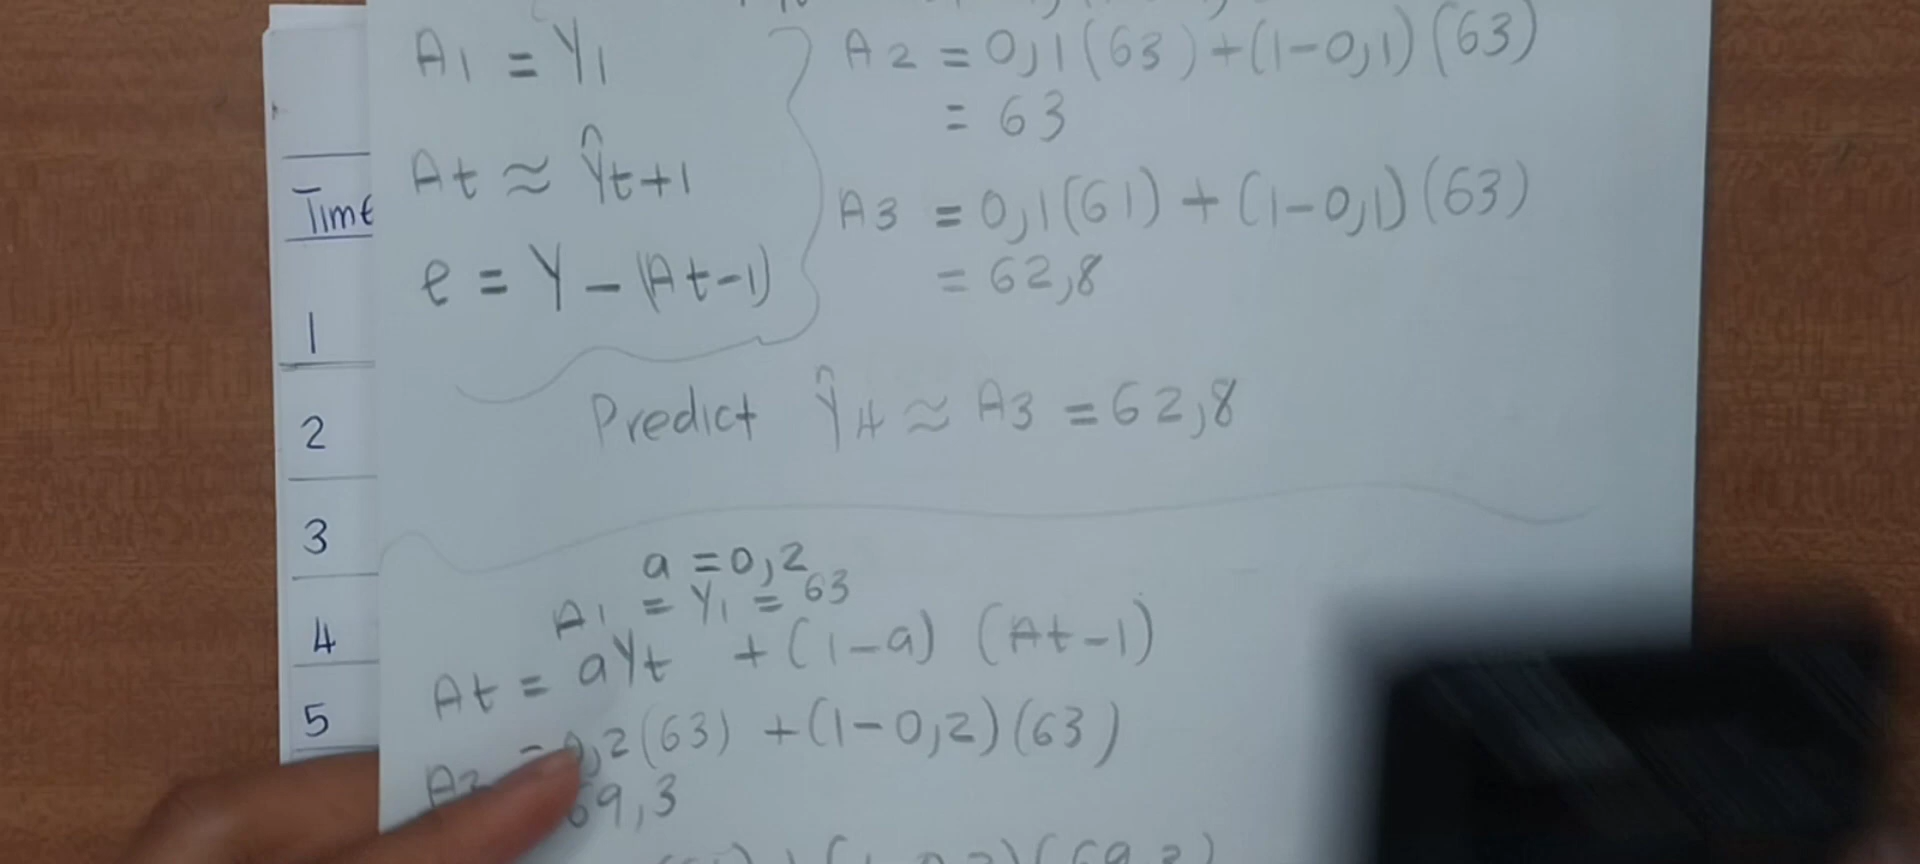 A1 = Y1
At ≈ Ŷt+1
e = Y - (At-1)
A2 = 0,1(63) + (1-0,1)(63)
= 63
A3 = 0,1(61) + (1-0,1)(63)
= 62,8
Predict Ŷ4 ≈ A3 = 62,8
a = 0,2
A1 = Y1 = 63
At = aYt + (1-a) (At-1)
= 0,2(63) + (1-0,2)(63)
69,3
Time
1
2
3
4
5